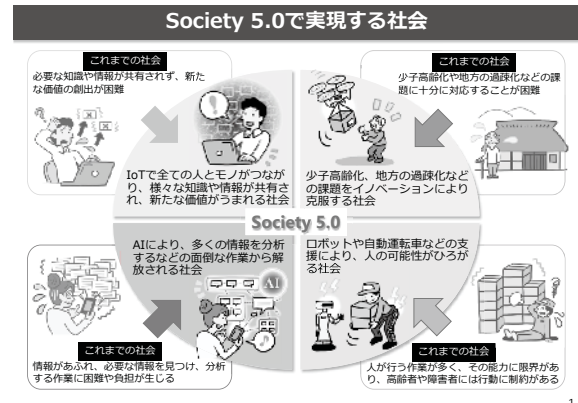 Society 5.0で実現する社会
これまでの社会
必要な知識や情報が共有されず、新た
な価値の創出が困難
これまでの社会
少子高齢化や地方の過疎化などの課
題に十分に対応することが困難
IoTで全ての人とモノがつなが
り、様々な知識や情報が共有さ
れ、新たな価値がうまれる社会
少子高齢化、地方の過疎化など
の課題をイノベーションにより
克服する社会
Society 5.0
AIにより、多くの情報を分析
するなどの面倒な作業から解
放される社会
AI
ロボットや自動運転車などの支
援により、人の可能性がひろが
る社会
これまでの社会
情報があふれ、必要な情報を見つけ、分析
する作業に困難や負担が生じる
これまでの社会
人が行う作業が多く、その能力に限界があ
り、高齢者や障害者には行動に制約がある
1